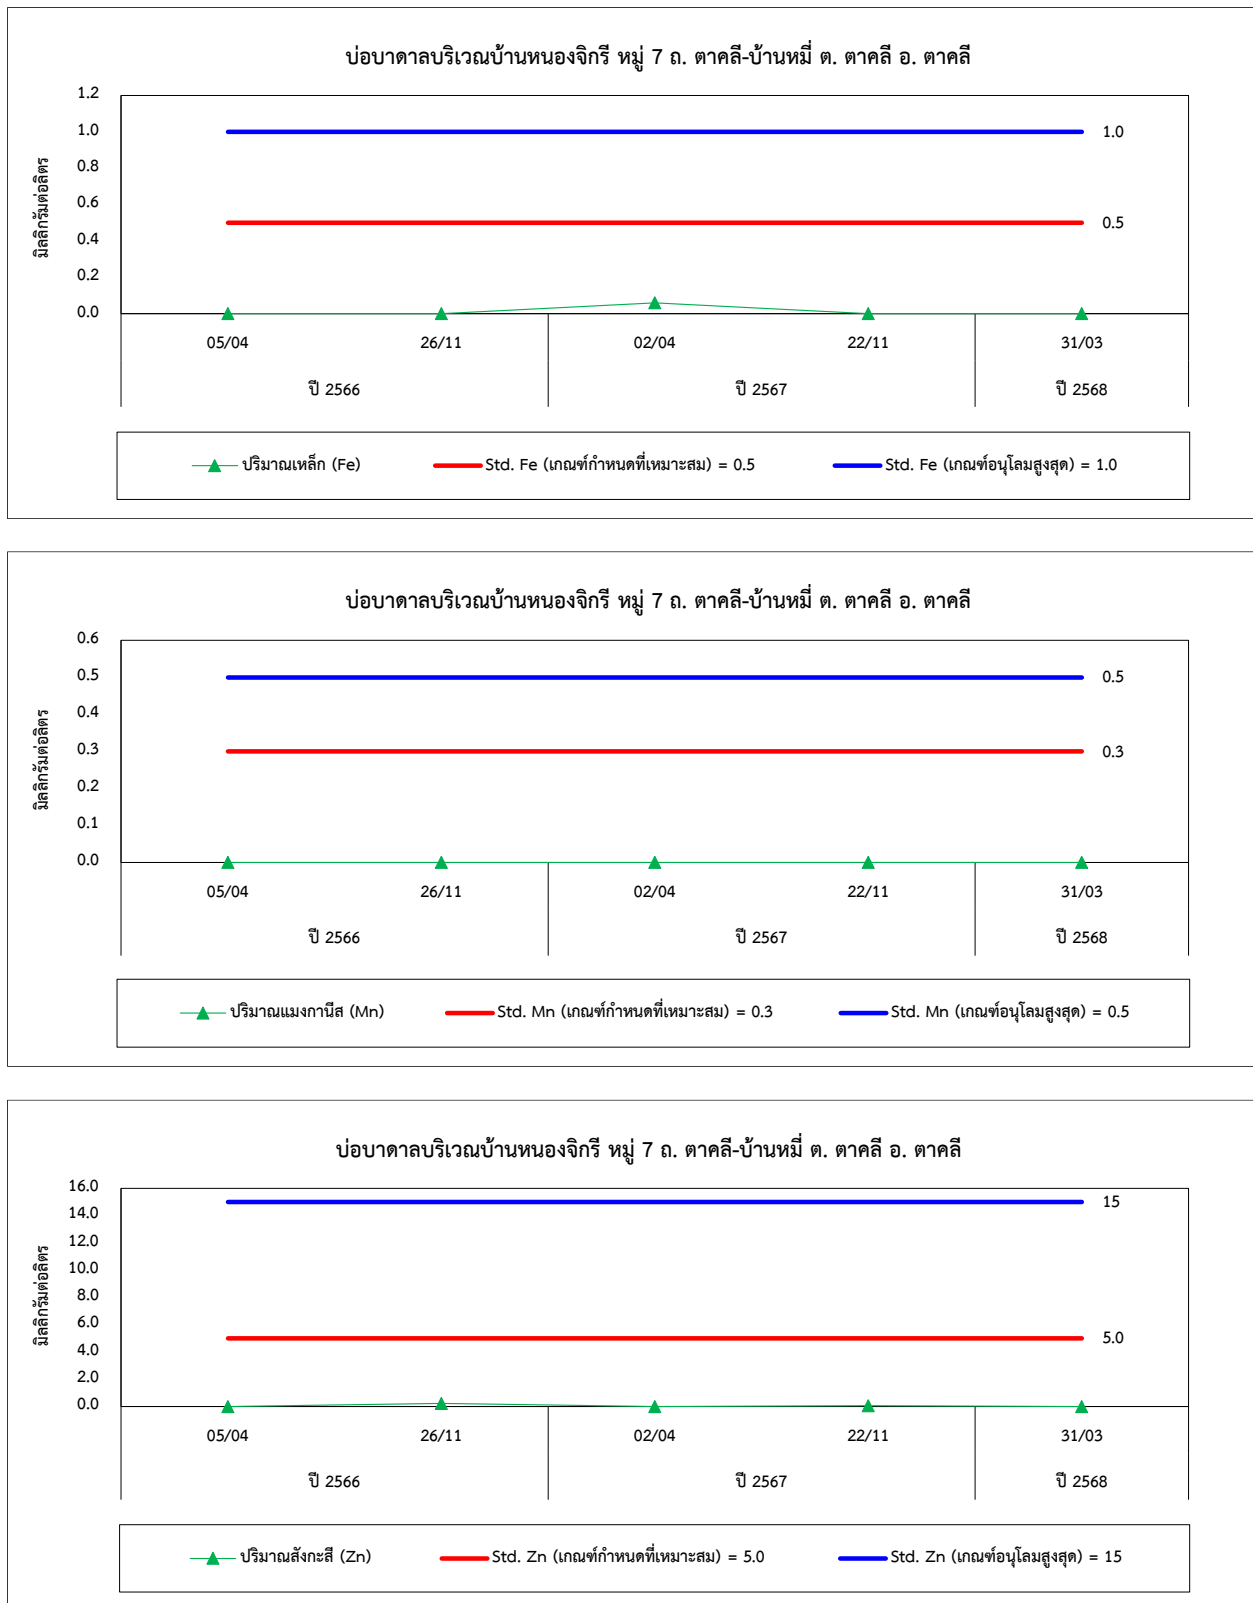 บ่อบาดาลบริเวณบ้านหนองจิกรี หมู่ 7 ถ. ตาคลี-บ้านหมี่ ต. ตาคลี อ. ตาคลี
มิลลิกรัมต่อลิตร
1.2
1.0
0.8
0.6
0.4
0.2
0.0
1.0
0.5
05/04 26/11 02/04 22/11 31/03
ปี 2566 ปี 2567 ปี 2568
ปริมาณเหล็ก (Fe) Std. Fe (เกณฑ์กำหนดที่เหมาะสม) = 0.5 Std. Fe (เกณฑ์อนุโลมสูงสุด) = 1.0
บ่อบาดาลบริเวณบ้านหนองจิกรี หมู่ 7 ถ. ตาคลี-บ้านหมี่ ต. ตาคลี อ. ตาคลี
มิลลิกรัมต่อลิตร
0.6
0.5
0.4
0.3
0.2
0.1
0.0
0.5
0.3
05/04 26/11 02/04 22/11 31/03
ปี 2566 ปี 2567 ปี 2568
ปริมาณแมงกานีส (Mn) Std. Mn (เกณฑ์กำหนดที่เหมาะสม) = 0.3 Std. Mn (เกณฑ์อนุโลมสูงสุด) = 0.5
บ่อบาดาลบริเวณบ้านหนองจิกรี หมู่ 7 ถ. ตาคลี-บ้านหมี่ ต. ตาคลี อ. ตาคลี
มิลลิกรัมต่อลิตร
16.0
14.0
12.0
10.0
8.0
6.0
4.0
2.0
0.0
15
5.0
05/04 26/11 02/04 22/11 31/03
ปี 2566 ปี 2567 ปี 2568
ปริมาณสังกะสี (Zn) Std. Zn (เกณฑ์กำหนดที่เหมาะสม) = 5.0 Std. Zn (เกณฑ์อนุโลมสูงสุด) = 15